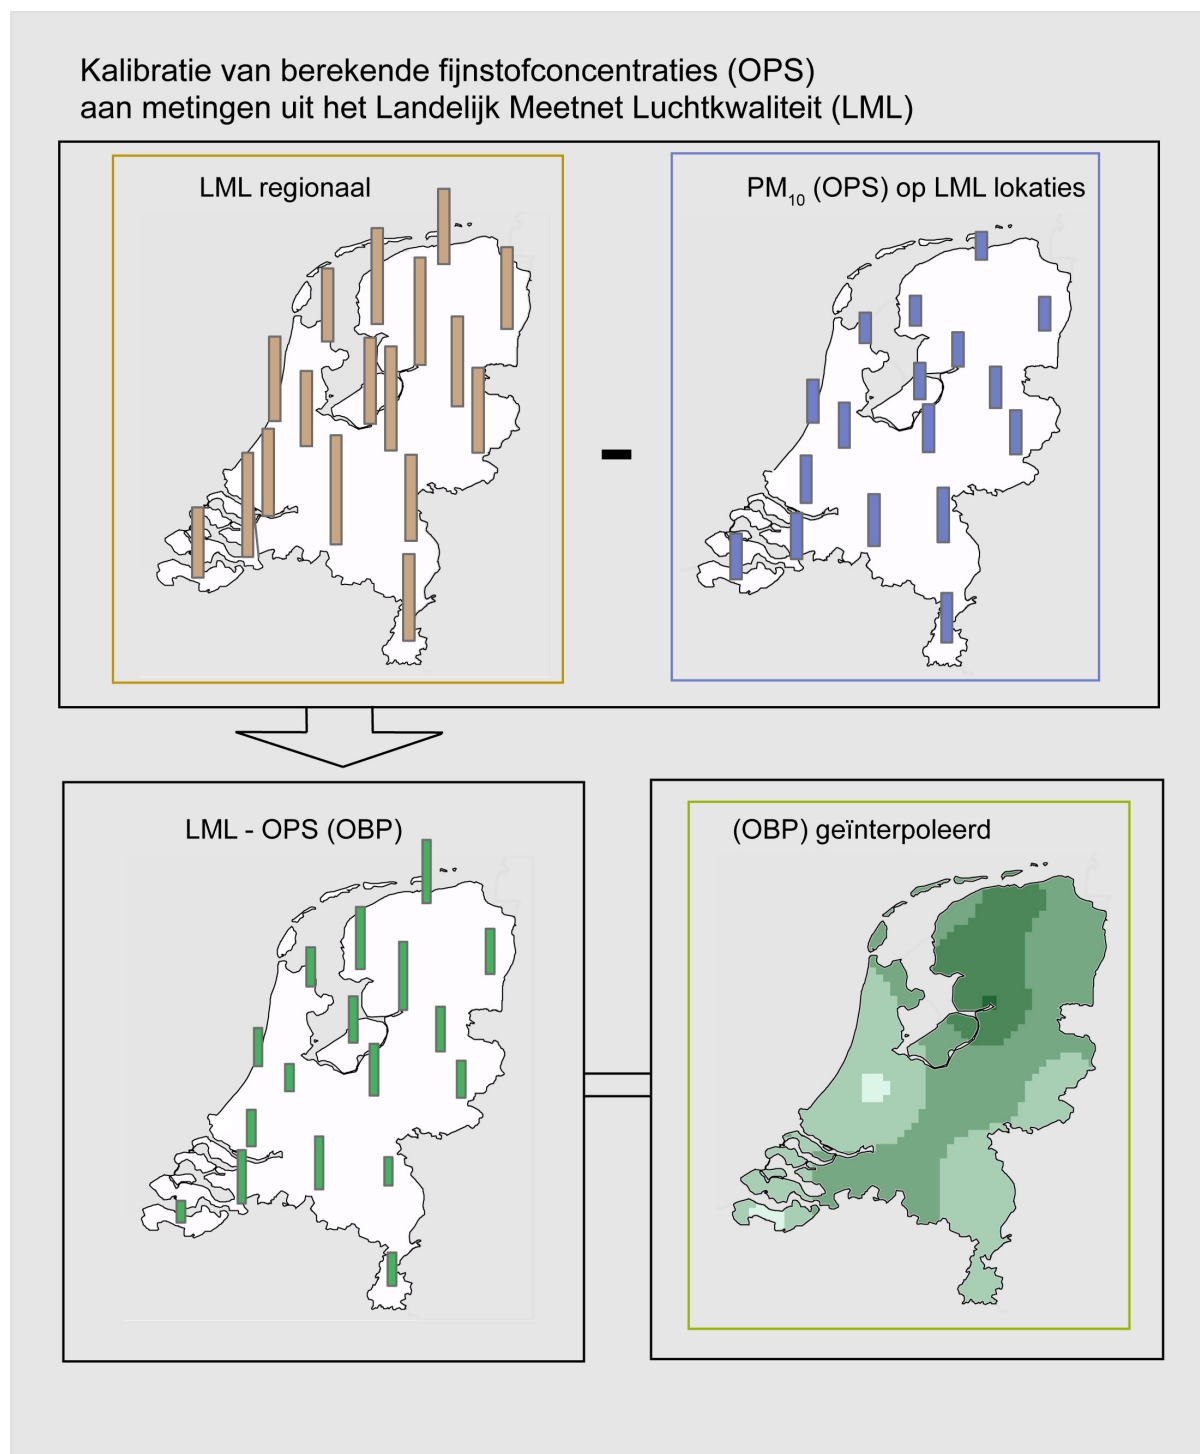 Kalibratie van berekende fijnstofconcentraties (OPS)
aan metingen uit het Landelijk Meetnet Luchtkwaliteit (LML)
LML regionaal
PM₁₀ (OPS) op LML lokaties
LML - OPS (OBP)
(OBP) geïnterpoleerd